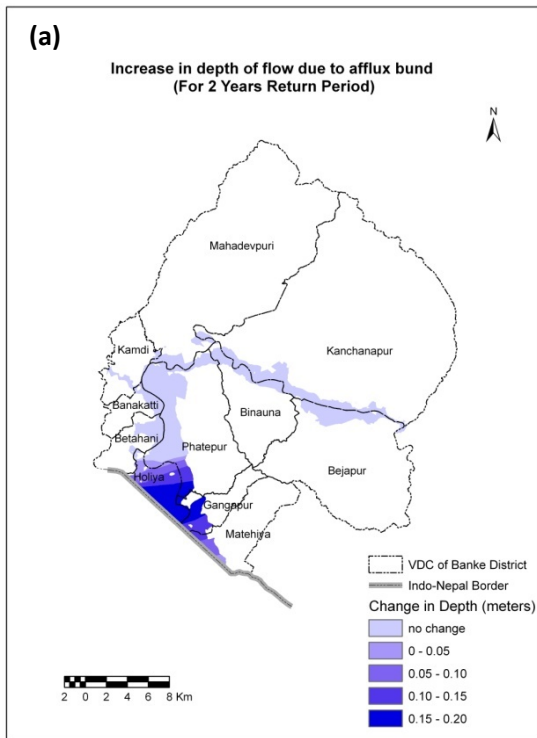 (a)
Increase in depth of flow due to afflux bund
(For 2 Years Return Period)
N
Mahadevpuri
Kamdi
Kanchanapur
Banakatti
Binauna
Betahani
Phatepur
Bejapur
Holiya
Gangapur
Matehiya
VDC of Banke District
Indo-Nepal Border
Change in Depth (meters)
no change
0 - 0.05
0.05 - 0.10
0.10 - 0.15
0.15 - 0.20
2 0 2 4 6 8 Km